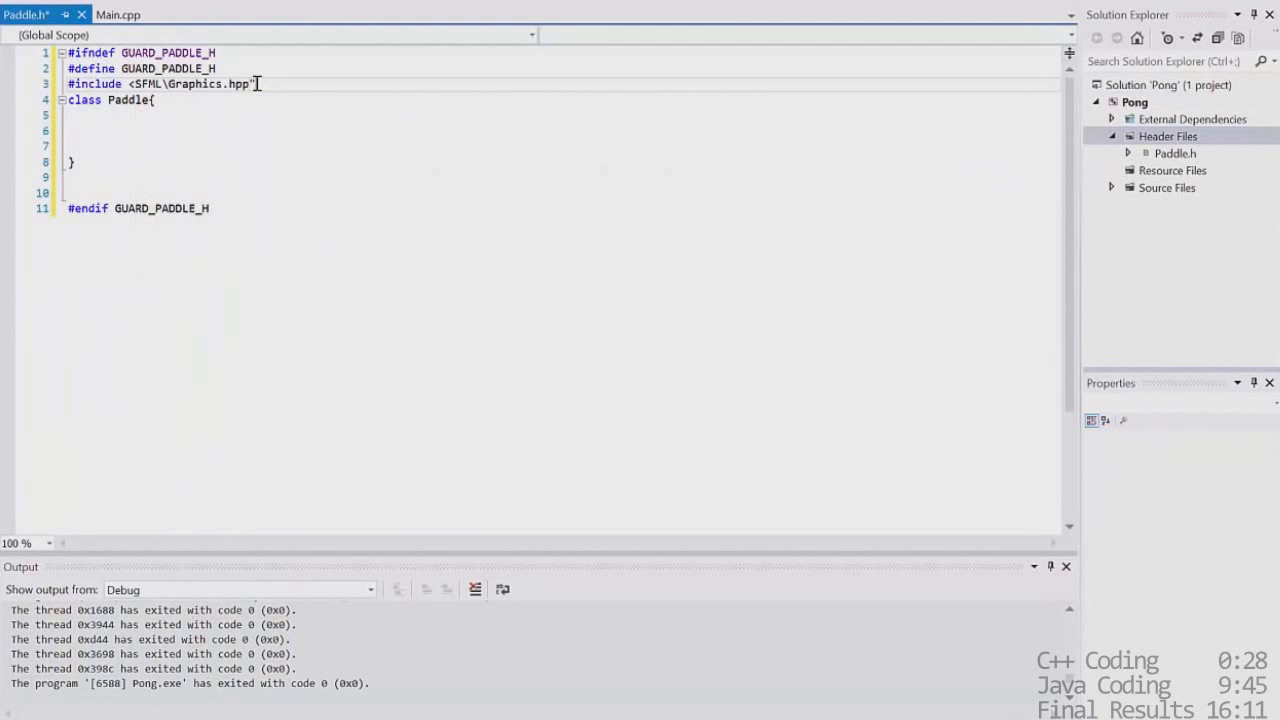 Paddle.h* Main.cpp
(Global Scope)
1 #ifndef GUARD_PADDLE_H
2 #define GUARD_PADDLE_H
3 #include <SFML\Graphics.hpp"
4 class Paddle{
5
6
7
8 }
9
10
11 #endif GUARD_PADDLE_H
100 %
Solution Explorer
Search Solution Explorer (Ctrl+;)
Solution 'Pong' (1 project)
Pong
External Dependencies
Header Files
Paddle.h
Resource Files
Source Files
Properties
Output
Show output from: Debug
The thread 0x1688 has exited with code 0 (0x0).
The thread 0x3944 has exited with code 0 (0x0).
The thread 0xd44 has exited with code 0 (0x0).
The thread 0x3698 has exited with code 0 (0x0).
The thread 0x398c has exited with code 0 (0x0).
The program '[6588] Pong.exe' has exited with code 0 (0x0).
C++ Coding 0:28
Java Coding 9:45
Final Results 16:11